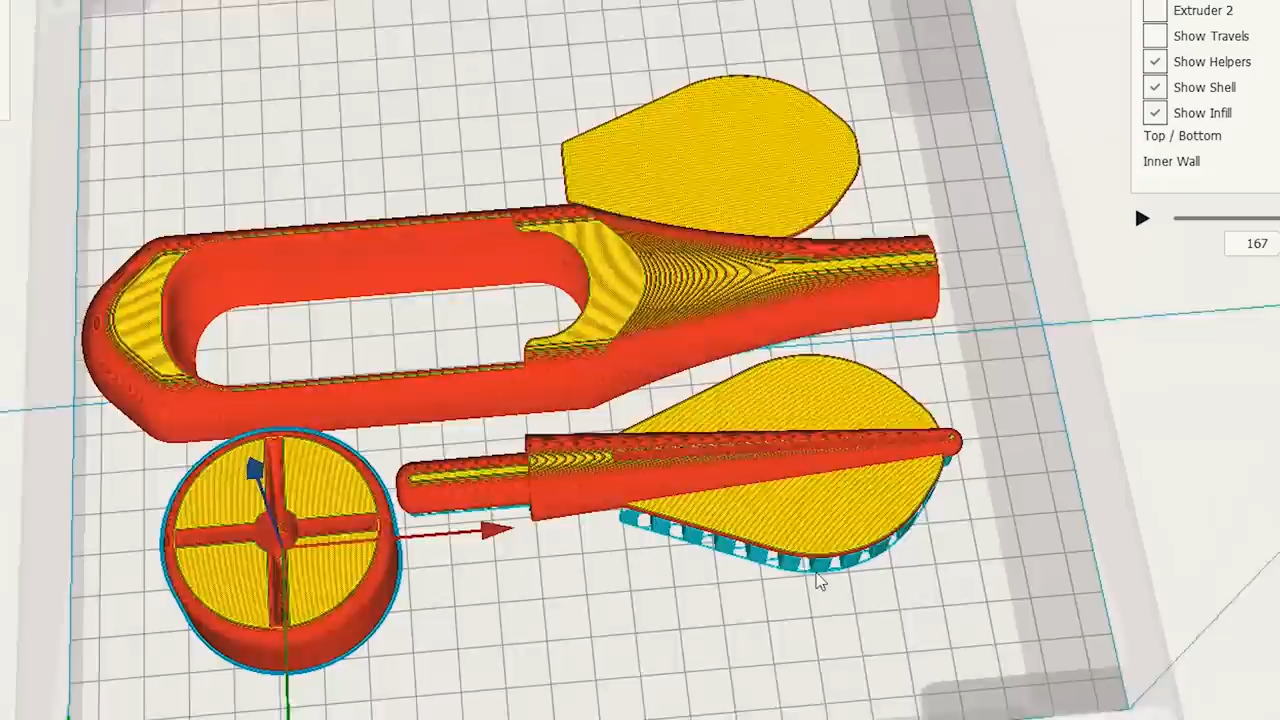 Extruder 2
Show Travels
Show Helpers
Show Shell
Show Infill
Top / Bottom
Inner Wall
167